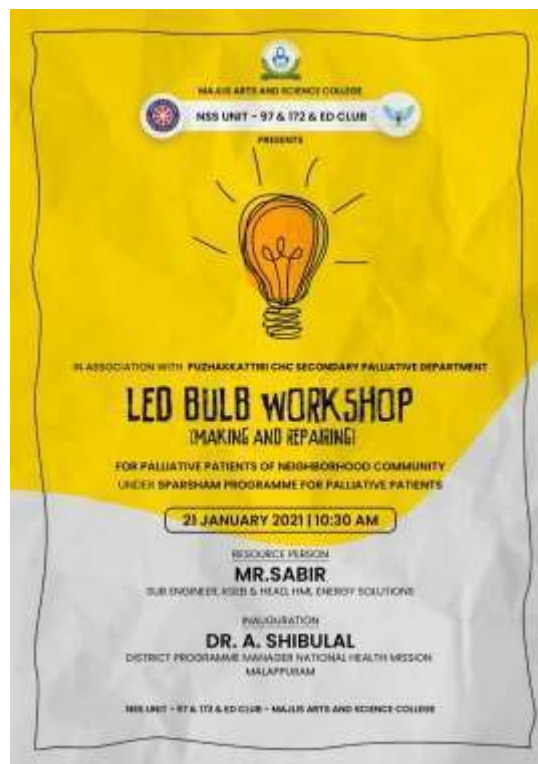 MAJLIS ARTS AND SCIENCE COLLEGE
NSS UNIT - 97 & 172 & ED CLUB
PRESENTS
IN ASSOCIATION WITH PUZHAKKATTIRI CHC SECONDARY PALLIATIVE DEPARTMENT
LED BULB WORKSHOP
(MAKING AND REPAIRING)
FOR PALLIATIVE PATIENTS OF NEIGHBORHOOD COMMUNITY
UNDER SPARSHAM PROGRAMME FOR PALLIATIVE PATIENTS
21 JANUARY 2021 | 10:30 AM
RESOURCE PERSON
MR.SABIR
SUB ENGINEER, KSEB & HEAD, HML ENERGY SOLUTIONS
INAUGURATION
DR. A. SHIBULAL
DISTRICT PROGRAMME MANAGER NATIONAL HEALTH MISSION
MALAPPURAM
NSS UNIT - 97 & 172 & ED CLUB - MAJLIS ARTS AND SCIENCE COLLEGE